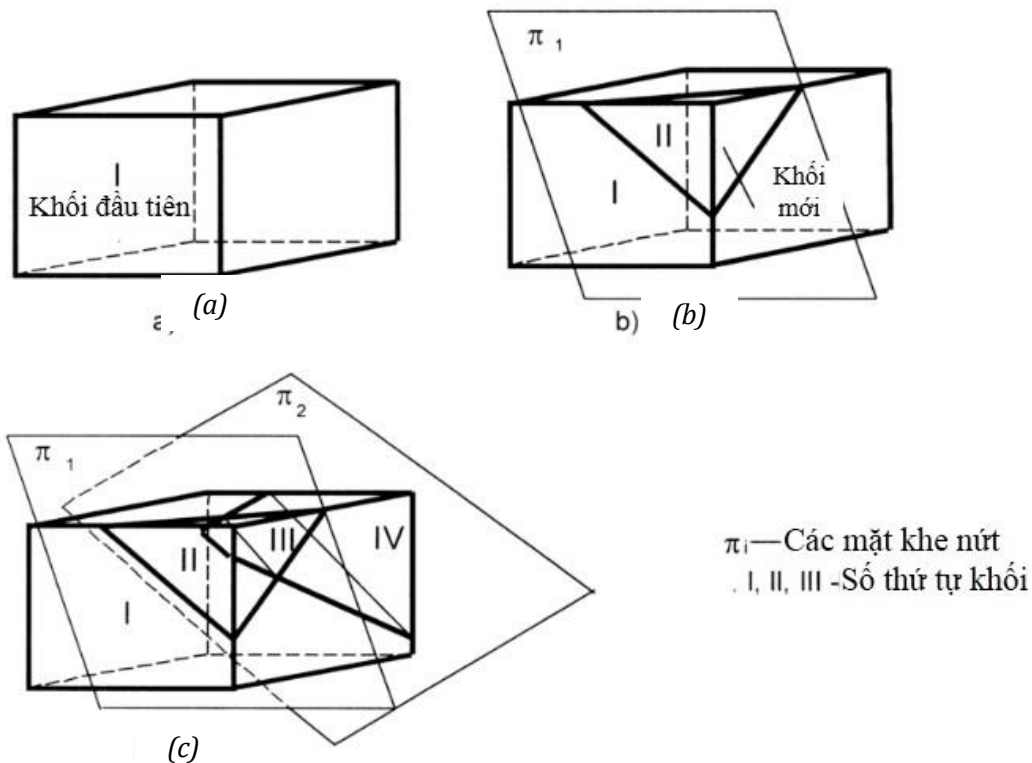 I
Khối đầu tiên
(a)
a
π 1
II
I
Khối
mới
b)
(b)
π 2
π 1
III
IV
II
I
πi—Các mặt khe nứt
. I, II, III -Số thứ tự khối
(c)